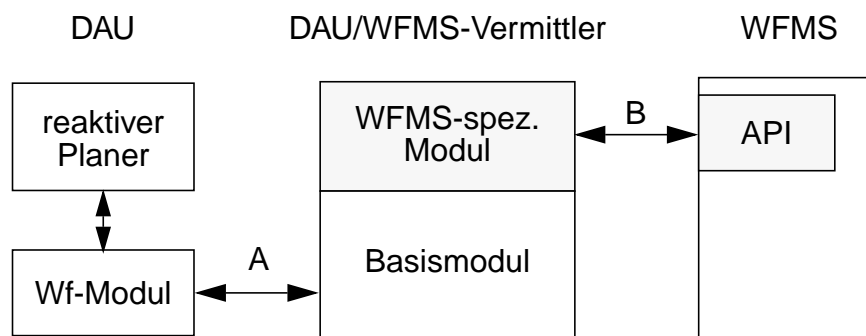 DAU
DAU/WFMS-Vermittler
WFMS
reaktiver
Planer
WFMS-spez.
Modul
B
API
Wf-Modul
A
Basismodul